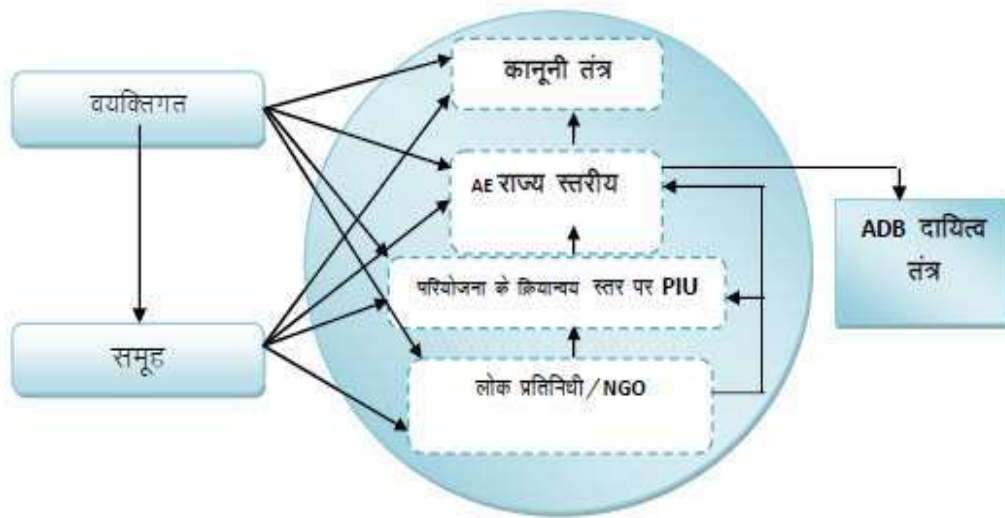 कानूनी तंत्र
वयक्तिगत
AE राज्य स्तरीय
ADB दायित्व
तंत्र
परियोजना के क्रियान्वय स्तर पर PIU
समूह
लोक प्रतिनिधी/NGO